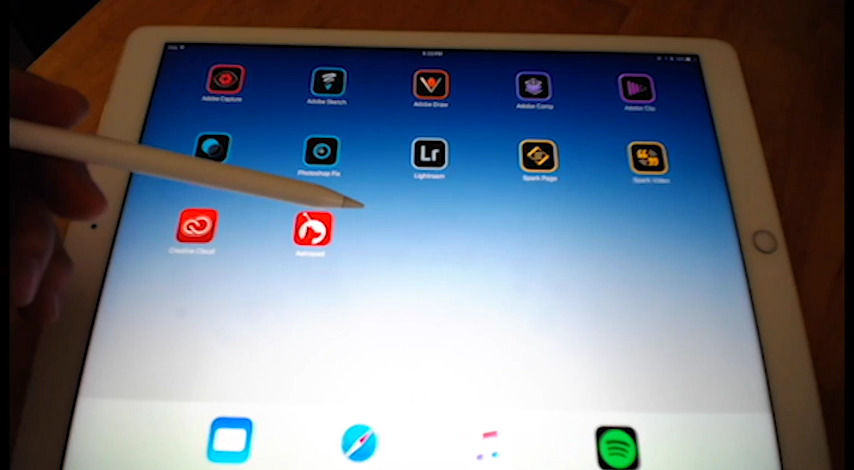 Adobe Capture
Adobe Sketch
Adobe Draw
Adobe Comp
Adobe Clip
Photoshop Fix
Lr
Lightroom
Spark Page
Spark Video
Creative Cloud
Astropad